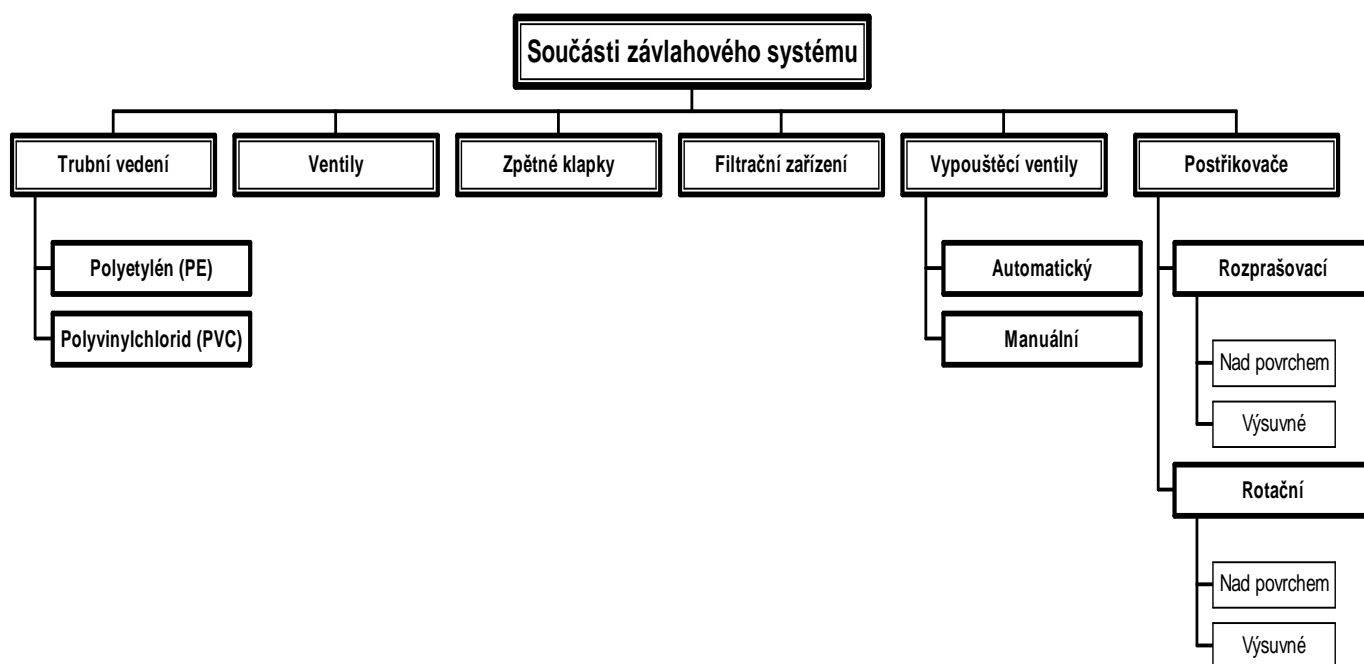 Součásti závlahového systému
Trubní vedení
Ventily
Zpětné klapky
Filtrační zařízení
Vypouštěcí ventily
Postřikovače
Polyetylén (PE)
Polyvinylchlorid (PVC)
Automatický
Manuální
Rozprašovací
Nad povrchem
Výsuvné
Rotační
Nad povrchem
Výsuvné